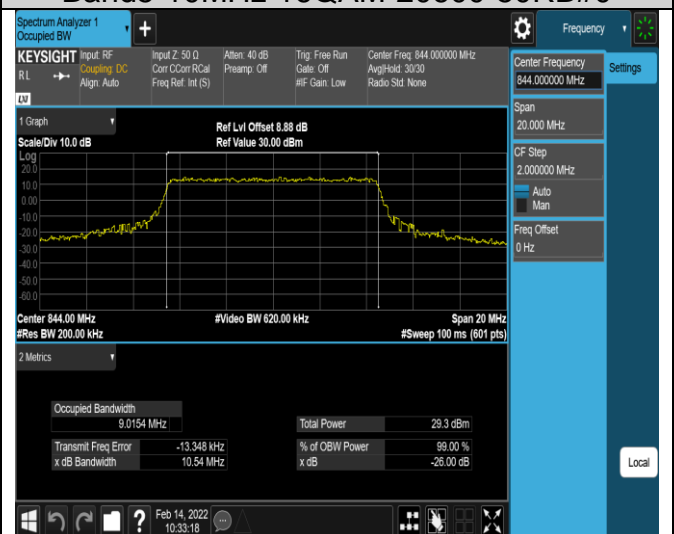 Spectrum Analyzer 1
Occupied BW
+
Frequency
KEYSIGHT
RL
LXI
Input: RF
Coupling: DC
Align: Auto
Input Z: 50 Ω
Corr CCorr RCal
Freq Ref: Int (S)
Atten: 40 dB
Preamp: Off
Trig: Free Run
Gate: Off
#IF Gain: Low
Center Freq: 844.000000 MHz
Avg|Hold: 30/30
Radio Std: None
Center Frequency
844.000000 MHz
Settings
Span
20.000 MHz
CF Step
2.000000 MHz
Auto
Man
Freq Offset
0 Hz
1 Graph
Scale/Div 10.0 dB
Ref Lvl Offset 8.88 dB
Ref Value 30.00 dBm
Log
20.0
10.0
0.00
-10.0
-20.0
-30.0
-40.0
-50.0
-60.0
Center 844.00 MHz
#Video BW 620.00 kHz
Span 20 MHz
#Res BW 200.00 kHz
#Sweep 100 ms (601 pts)
2 Metrics
Occupied Bandwidth
9.0154 MHz
Total Power 29.3 dBm
Transmit Freq Error -13.348 kHz
% of OBW Power 99.00 %
x dB Bandwidth 10.54 MHz
x dB -26.00 dB
Local
?
Feb 14, 2022
10:33:18